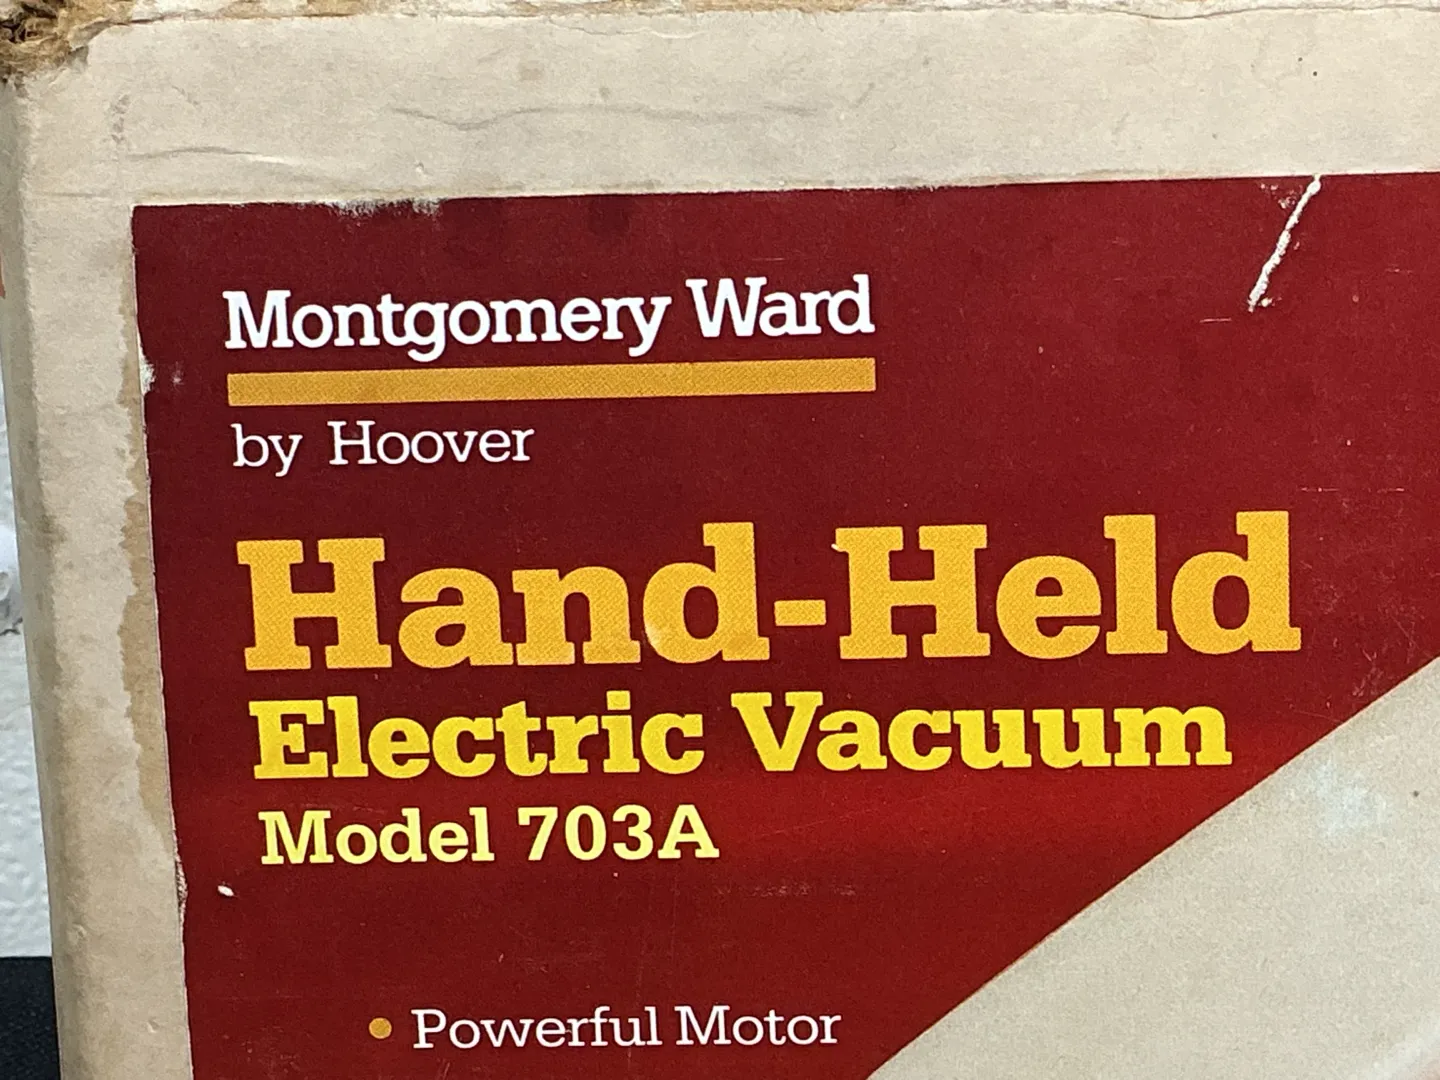 Montgomery Ward
by Hoover
Hand-Held
Electric Vacuum
Model 703A
• Powerful Motor